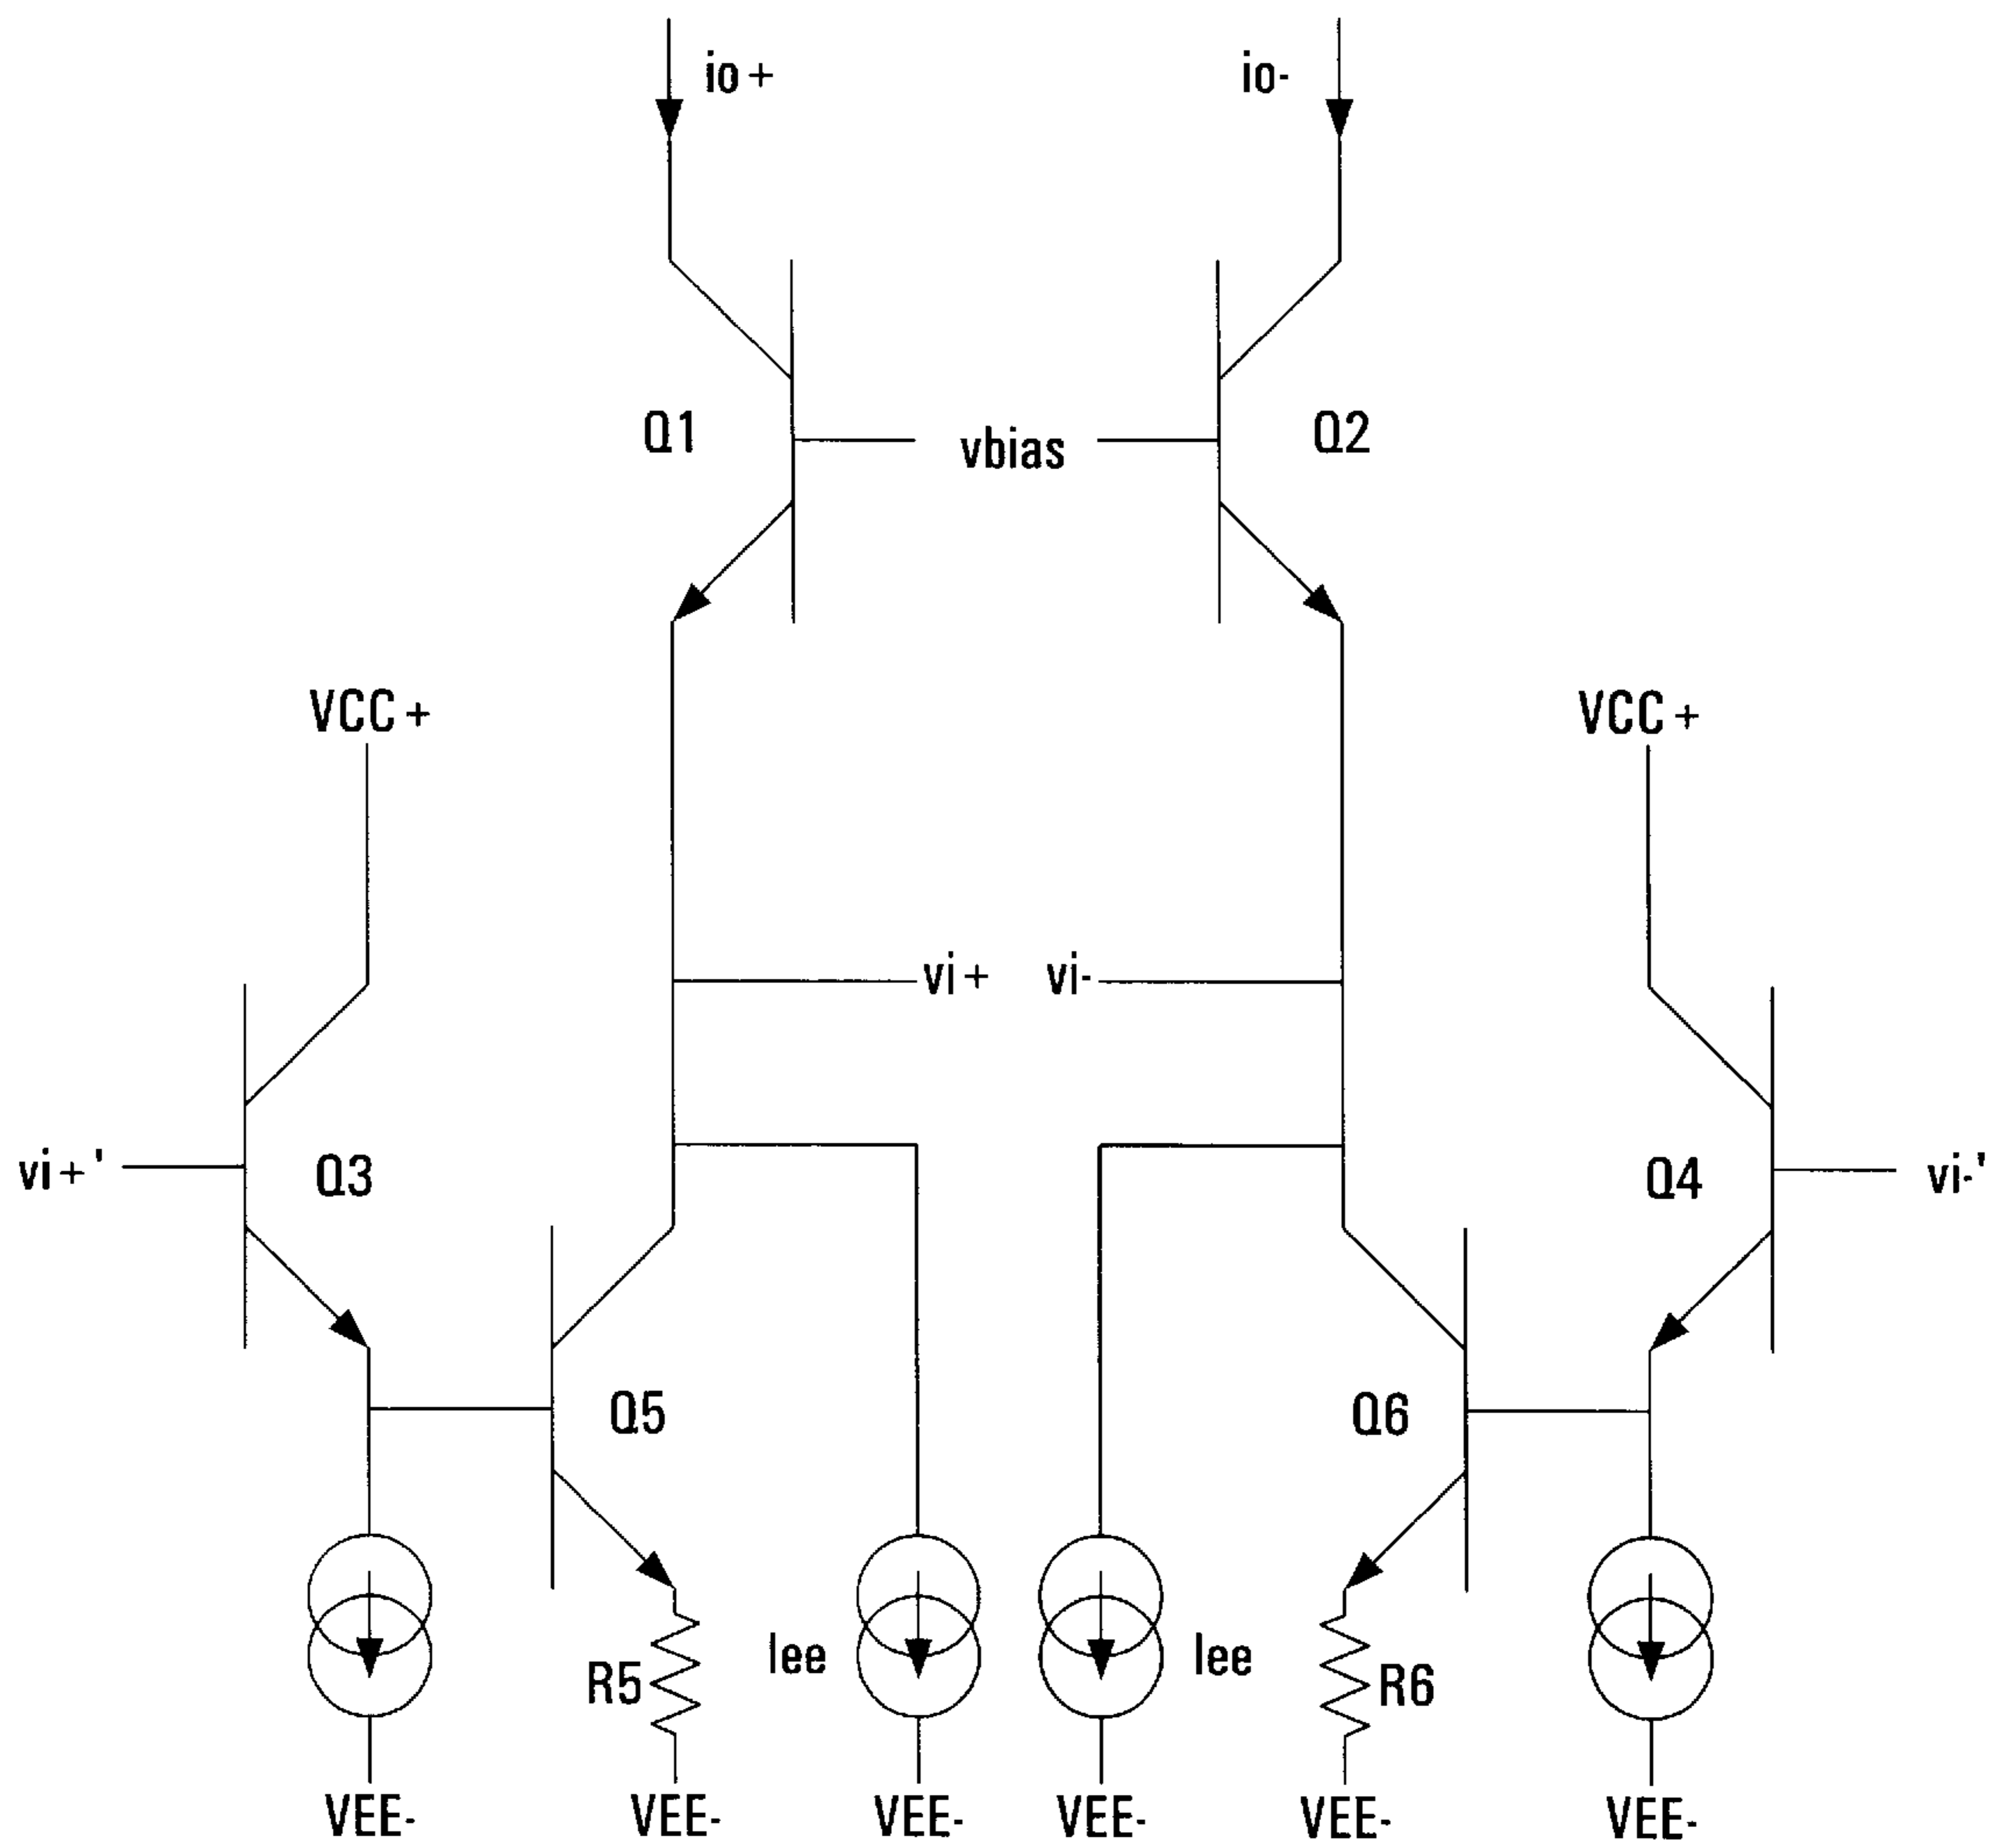 io+
io-
Q1
vbias
Q2
VCC+
VCC+
vi+
vi-
vi+'
Q3
Q4
vi-'
Q5
Q6
R5
Iee
Iee
R6
VEE-
VEE-
VEE-
VEE-
VEE-
VEE-